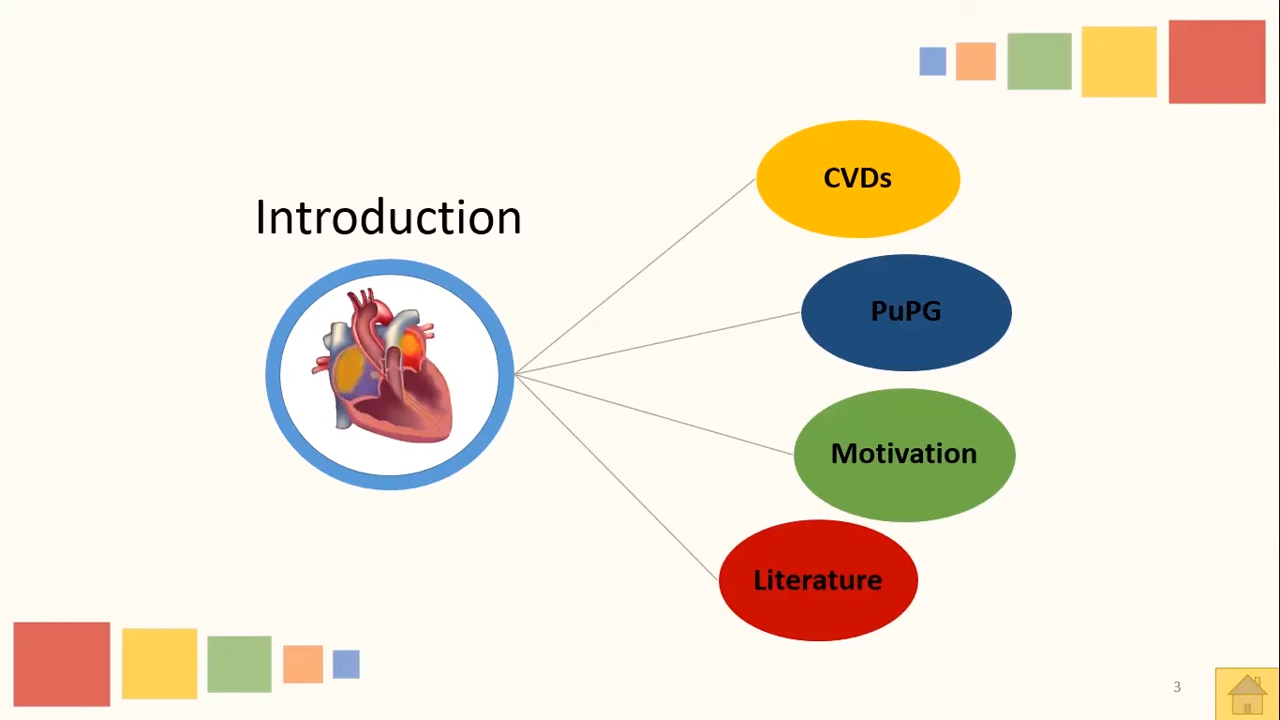 Introduction
CVDs
PuPG
Motivation
Literature
3